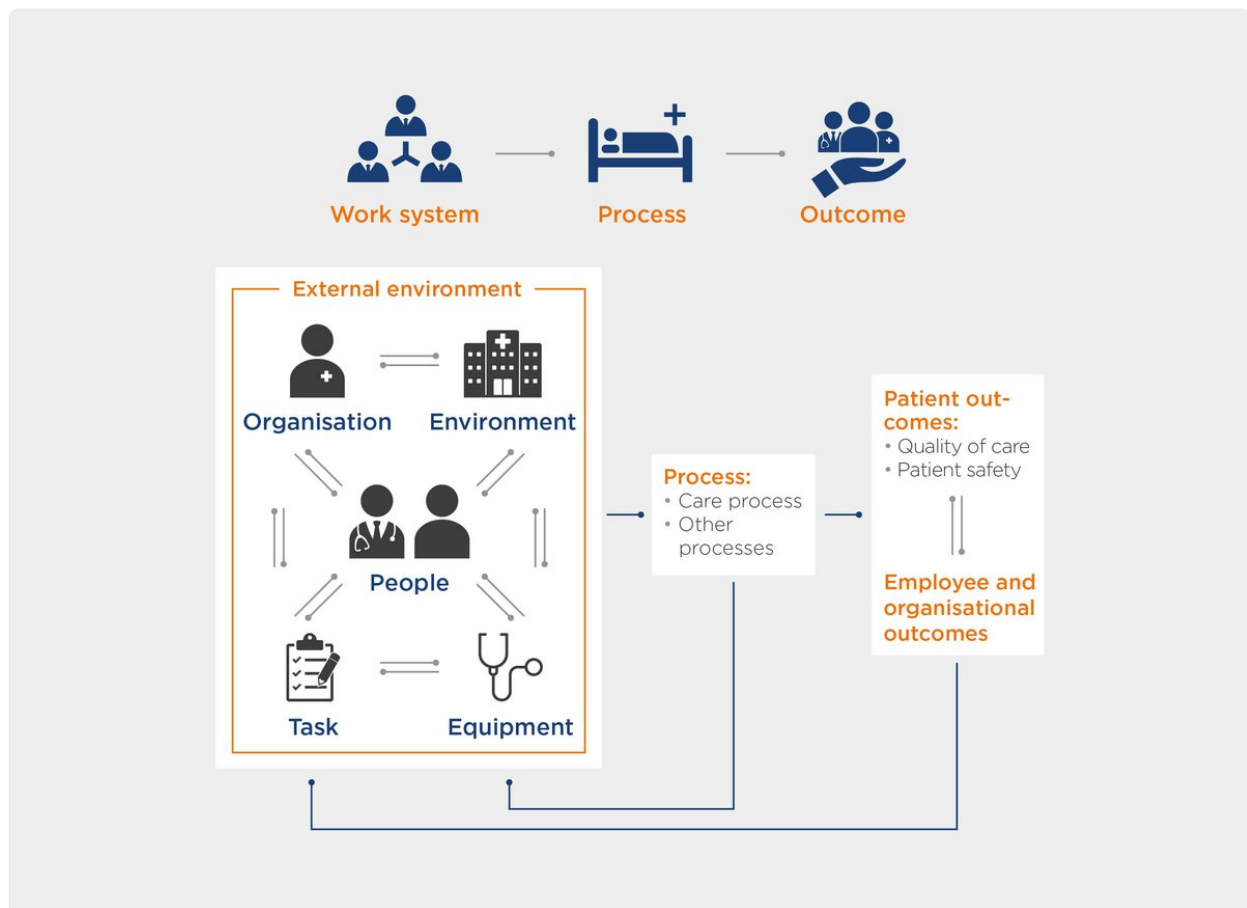 Work system
Process
Outcome
External environment
Organisation
Environment
People
Task
Equipment
Process:
• Care process
• Other
processes
Patient out-
comes:
• Quality of care
• Patient safety
Employee and
organisational
outcomes